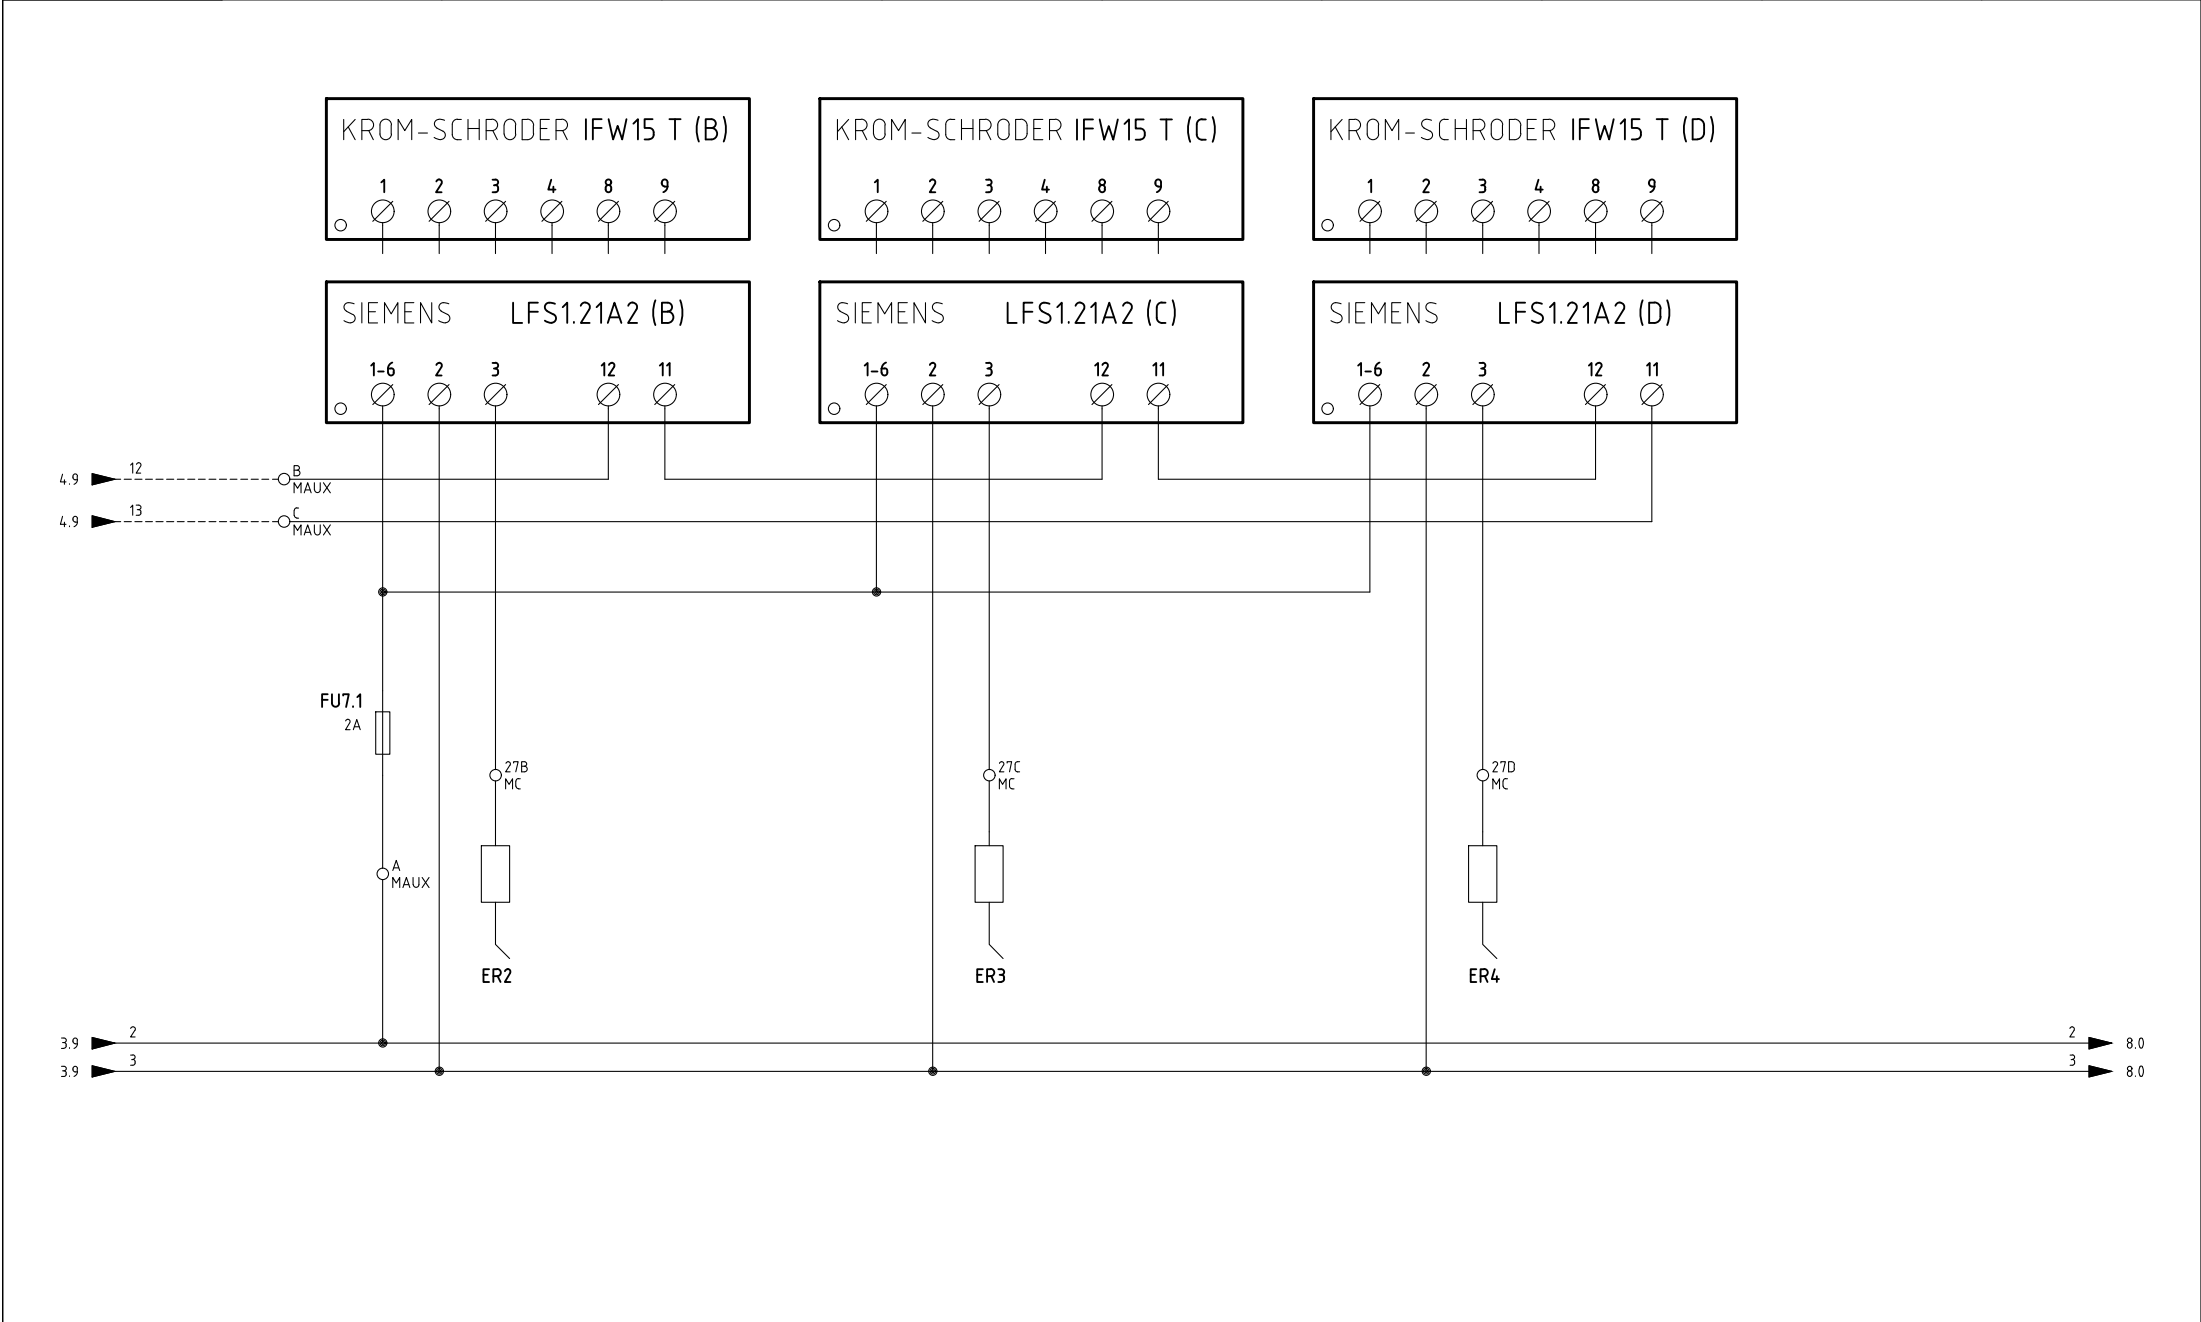 KROM-SCHRODER IFW15 T (B)
1 2 3 4 8 9
KROM-SCHRODER IFW15 T (C)
1 2 3 4 8 9
KROM-SCHRODER IFW15 T (D)
1 2 3 4 8 9
SIEMENS LFS1.21A2 (B)
1-6 2 3 12 11
SIEMENS LFS1.21A2 (C)
1-6 2 3 12 11
SIEMENS LFS1.21A2 (D)
1-6 2 3 12 11
4.9 12 B
MAUX
4.9 13 C
MAUX
FU7.1
2A
27B
MC
27C
MC
27D
MC
A
MAUX
ER2
ER3
ER4
3.9 2 2 8.0
3.9 3 3 8.0